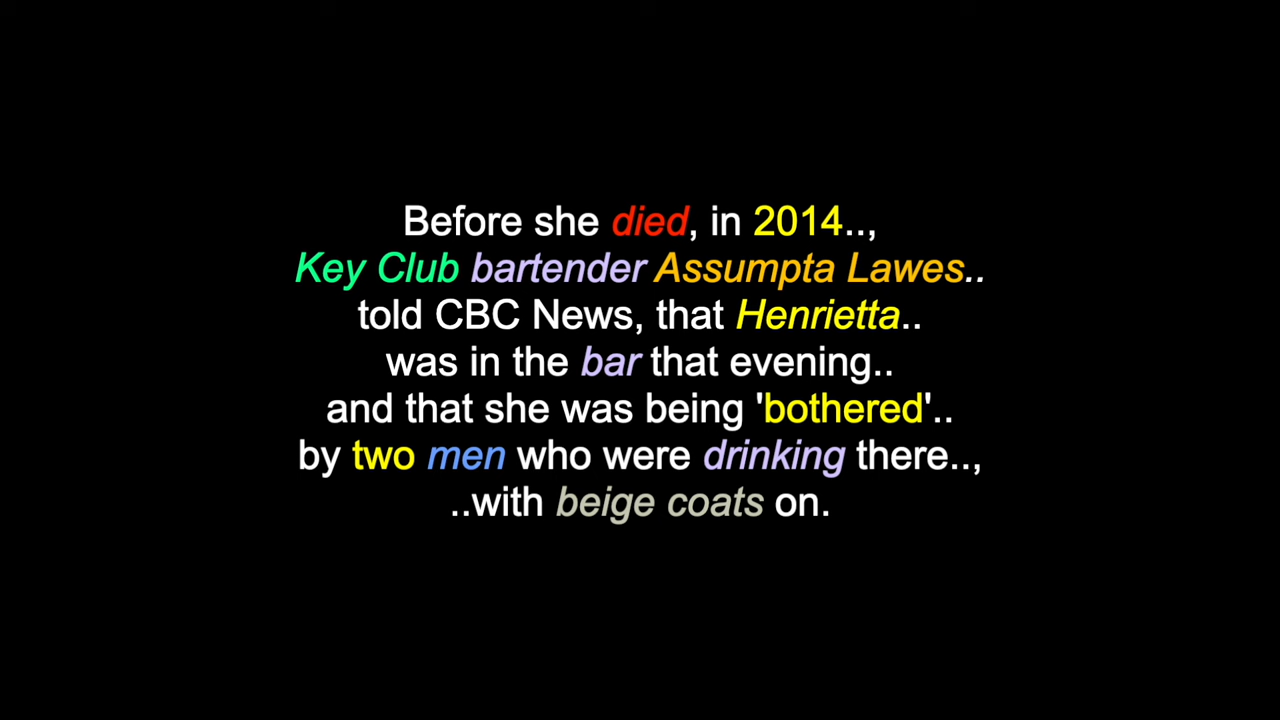 Before she died, in 2014..,
Key Club bartender Assumpta Lawes..
told CBC News, that Henrietta..
was in the bar that evening..
and that she was being 'bothered'..
by two men who were drinking there..,
..with beige coats on.